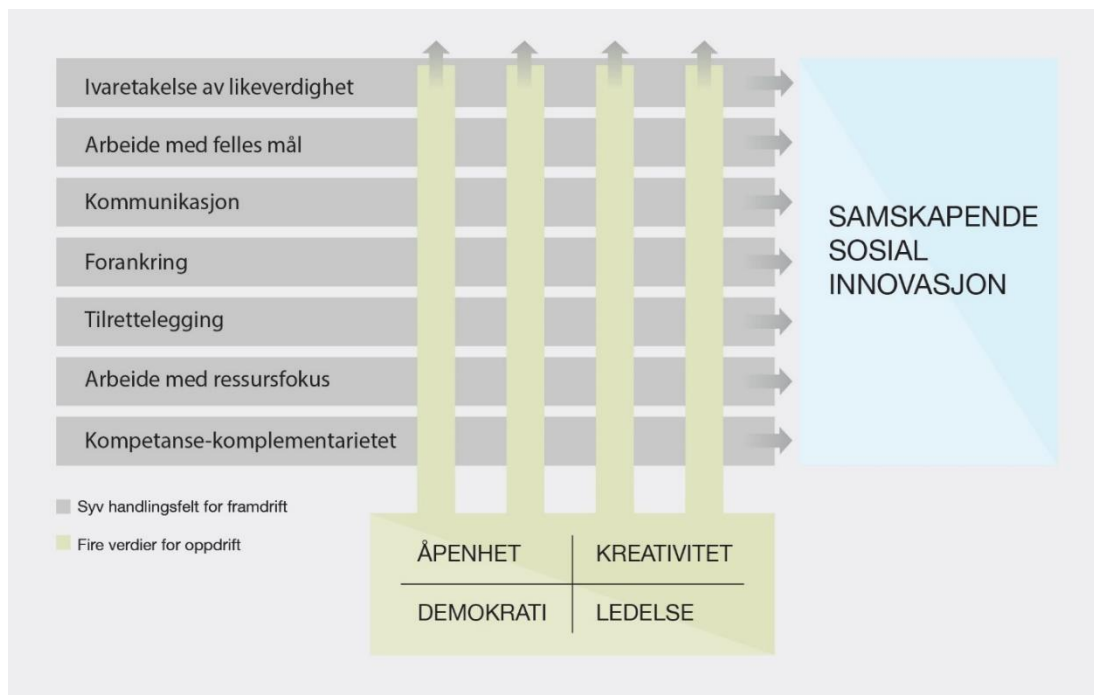 Ivaretakelse av likeverdighet
Arbeide med felles mål
Kommunikasjon
Forankring
Tilrettelegging
Arbeide med ressursfokus
Kompetanse-komplementarietet
SAMSKAPENDE
SOSIAL
INNOVASJON
Syv handlingsfelt for framdrift
Fire verdier for oppdrift
ÅPENHET
KREATIVITET
DEMOKRATI
LEDELSE